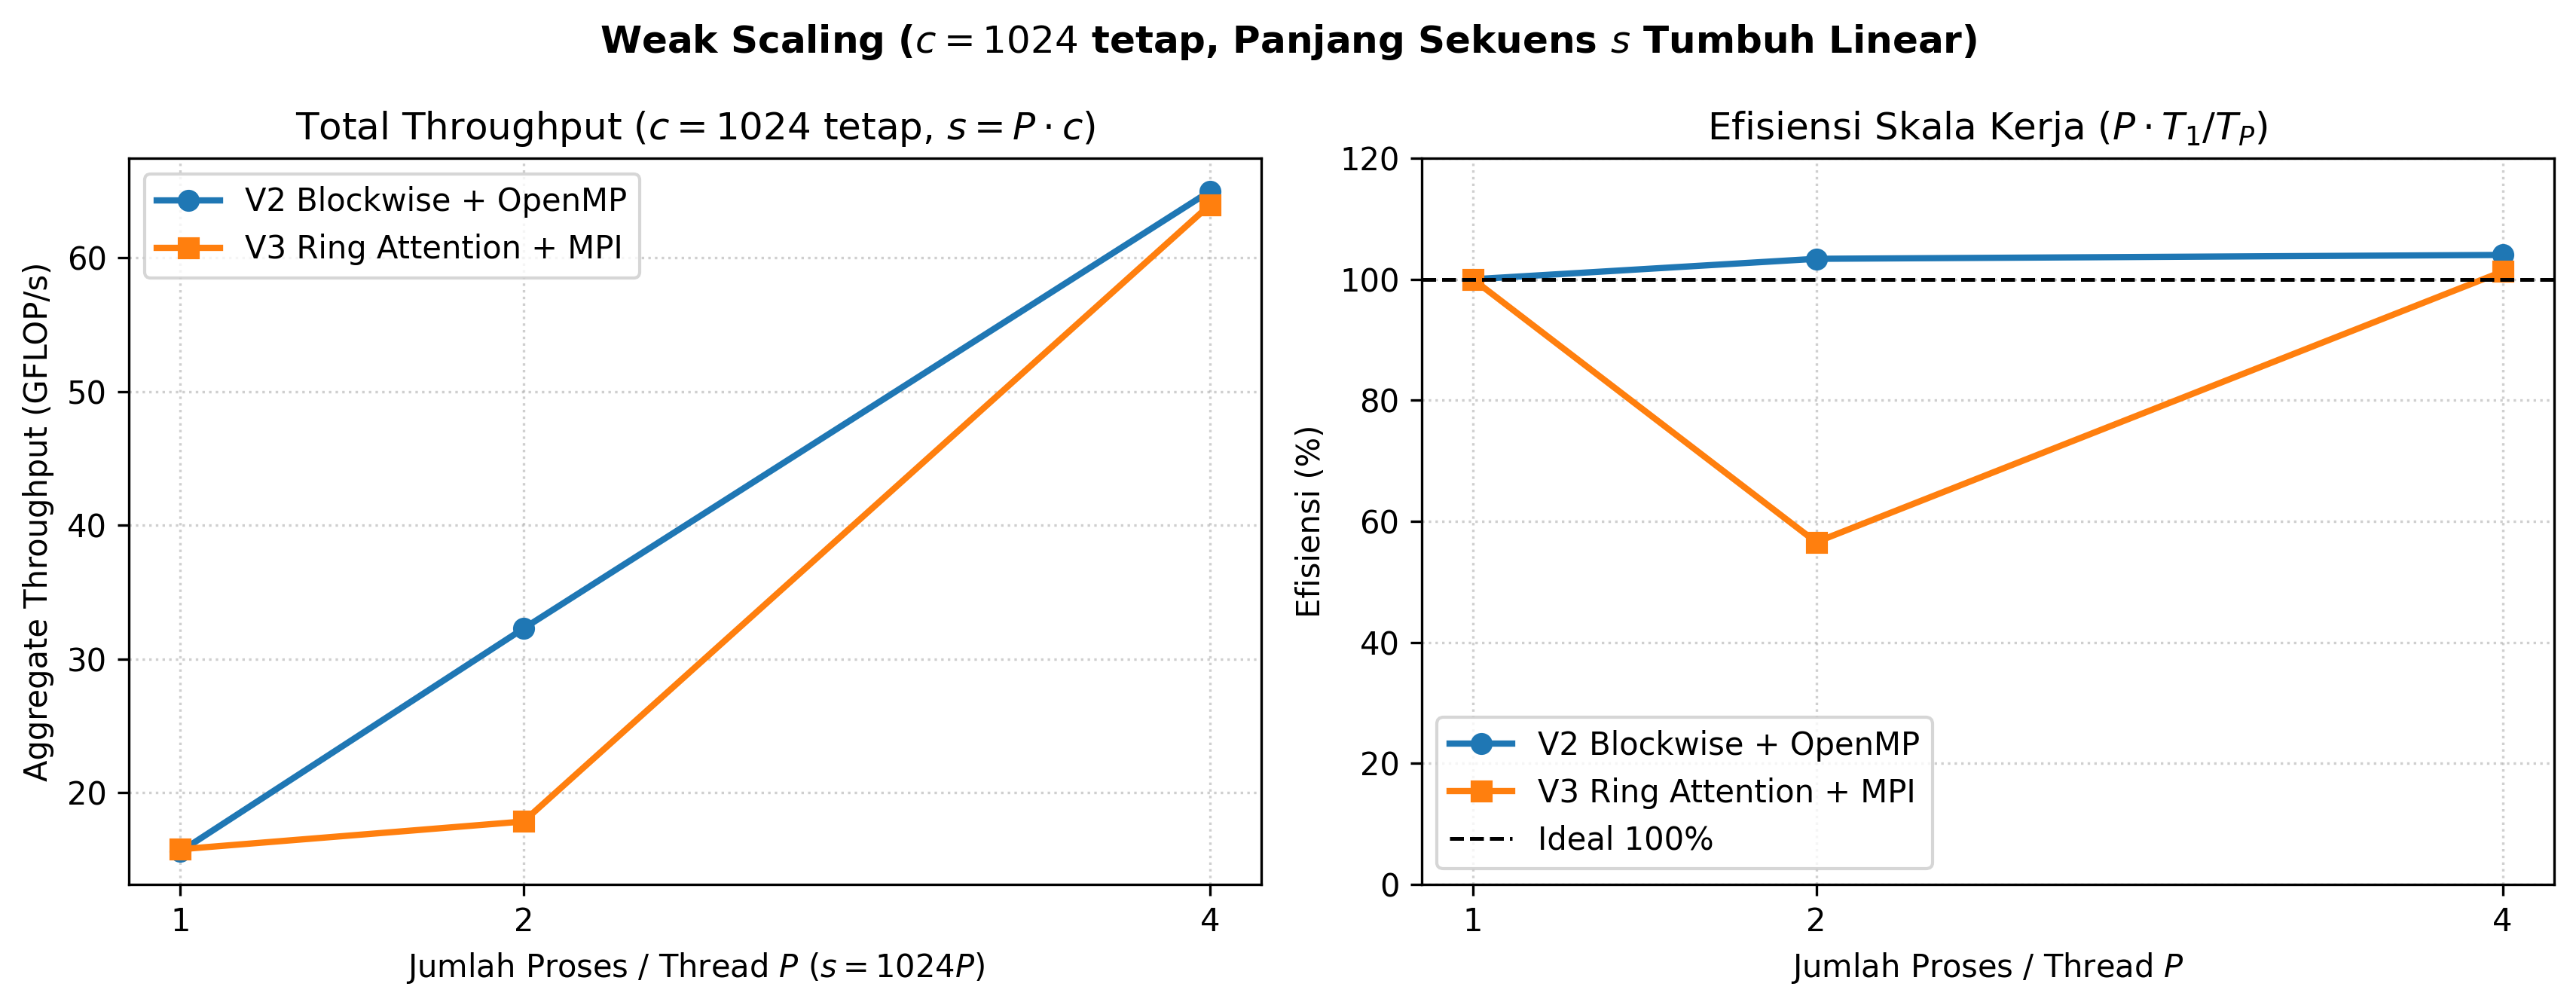 Weak Scaling (c = 1024 tetap, Panjang Sekuens s Tumbuh Linear)
Total Throughput (c = 1024 tetap, s = P · c)
Aggregate Throughput (GFLOP/s)
60
50
40
30
20
V2 Blockwise + OpenMP
V3 Ring Attention + MPI
1
2
4
Jumlah Proses / Thread P (s = 1024P)
Efisiensi Skala Kerja (P · T₁/T_P)
Efisiensi (%)
120
100
80
60
40
20
0
V2 Blockwise + OpenMP
V3 Ring Attention + MPI
Ideal 100%
1
2
4
Jumlah Proses / Thread P